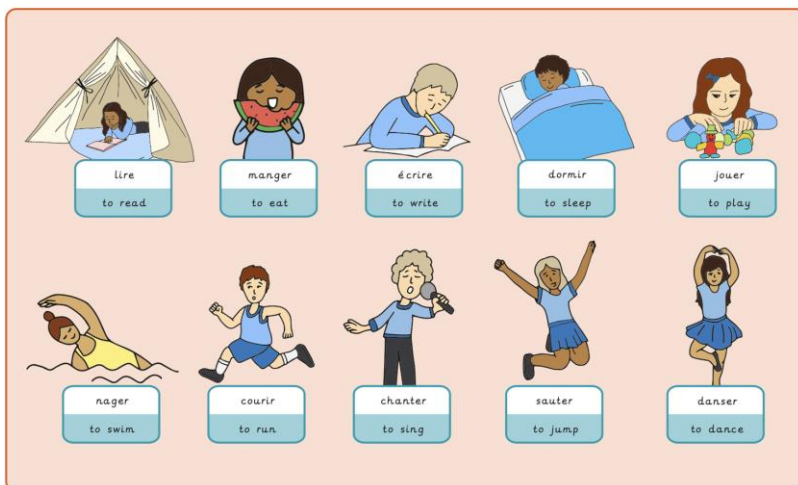 lire
to read
manger
to eat
écrire
to write
dormir
to sleep
jouer
to play
nager
to swim
courir
to run
chanter
to sing
sauter
to jump
danser
to dance